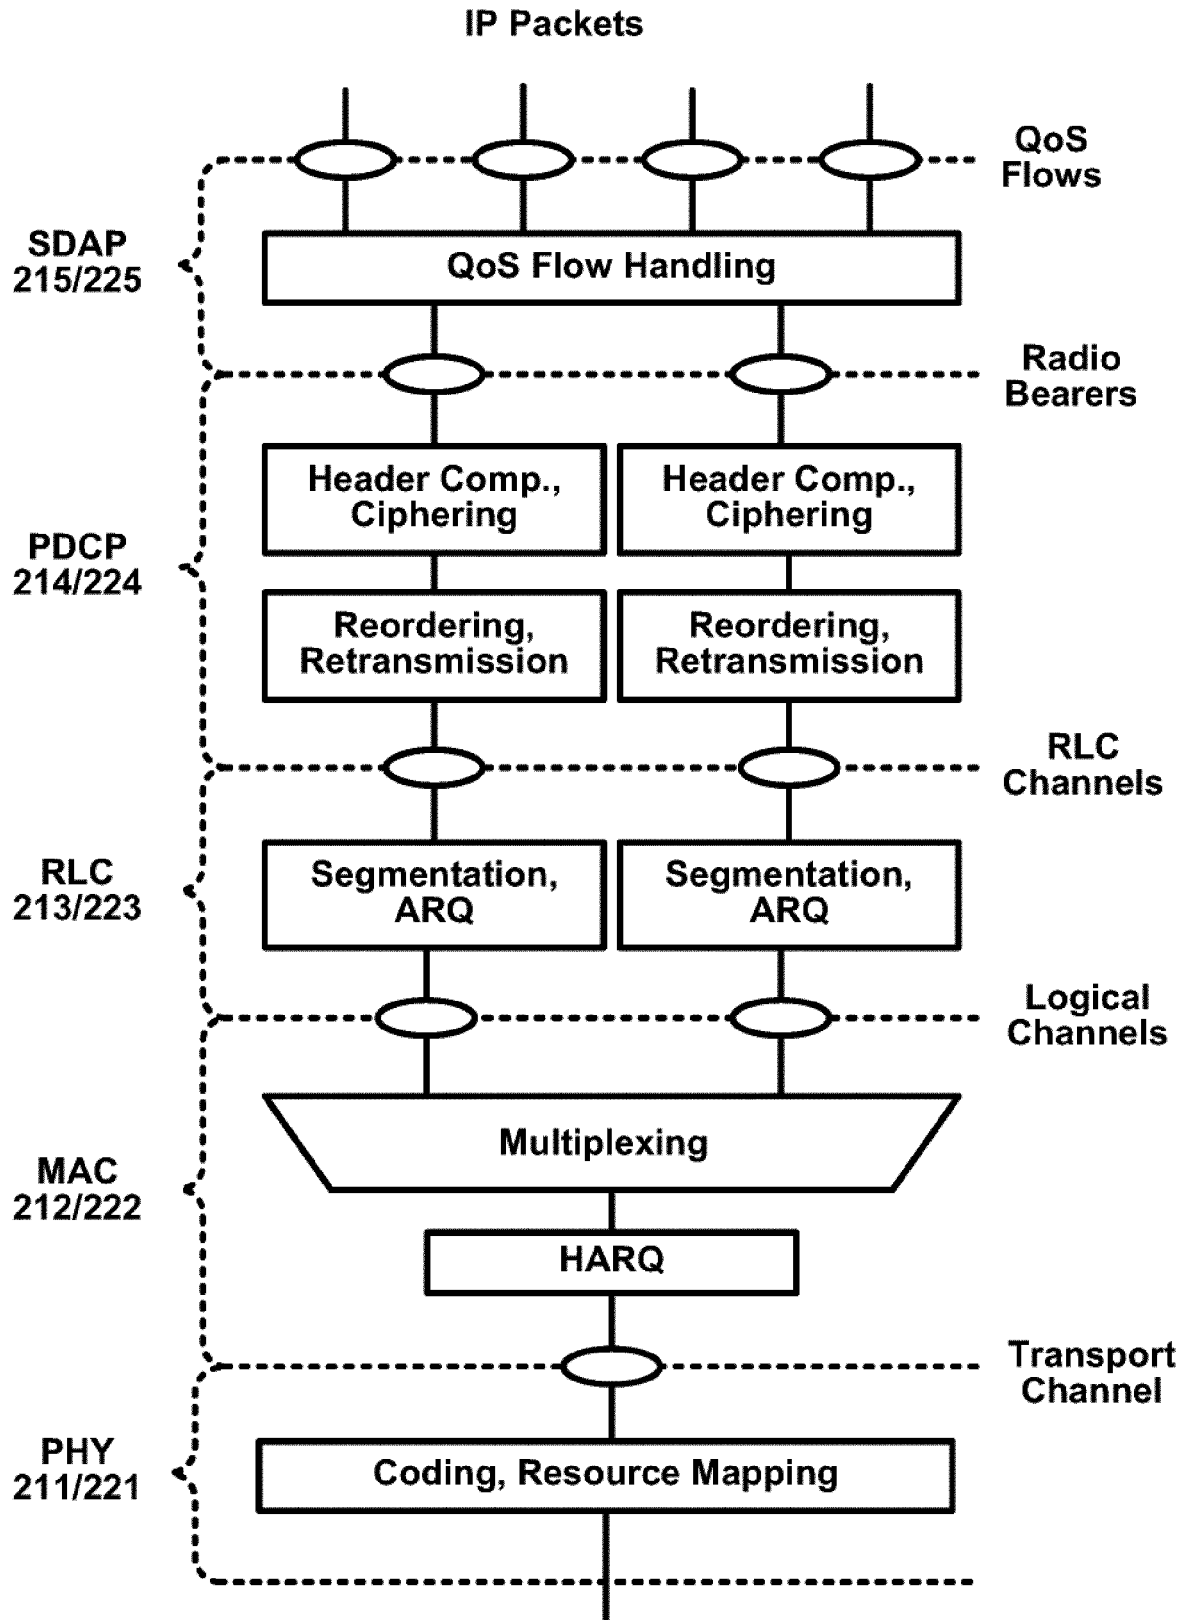 IP Packets
QoS
Flows
SDAP
215/225
QoS Flow Handling
Radio
Bearers
Header Comp.,
Ciphering
Header Comp.,
Ciphering
PDCP
214/224
Reordering,
Retransmission
Reordering,
Retransmission
RLC
Channels
RLC
213/223
Segmentation,
ARQ
Segmentation,
ARQ
Logical
Channels
Multiplexing
MAC
212/222
HARQ
Transport
Channel
PHY
211/221
Coding, Resource Mapping